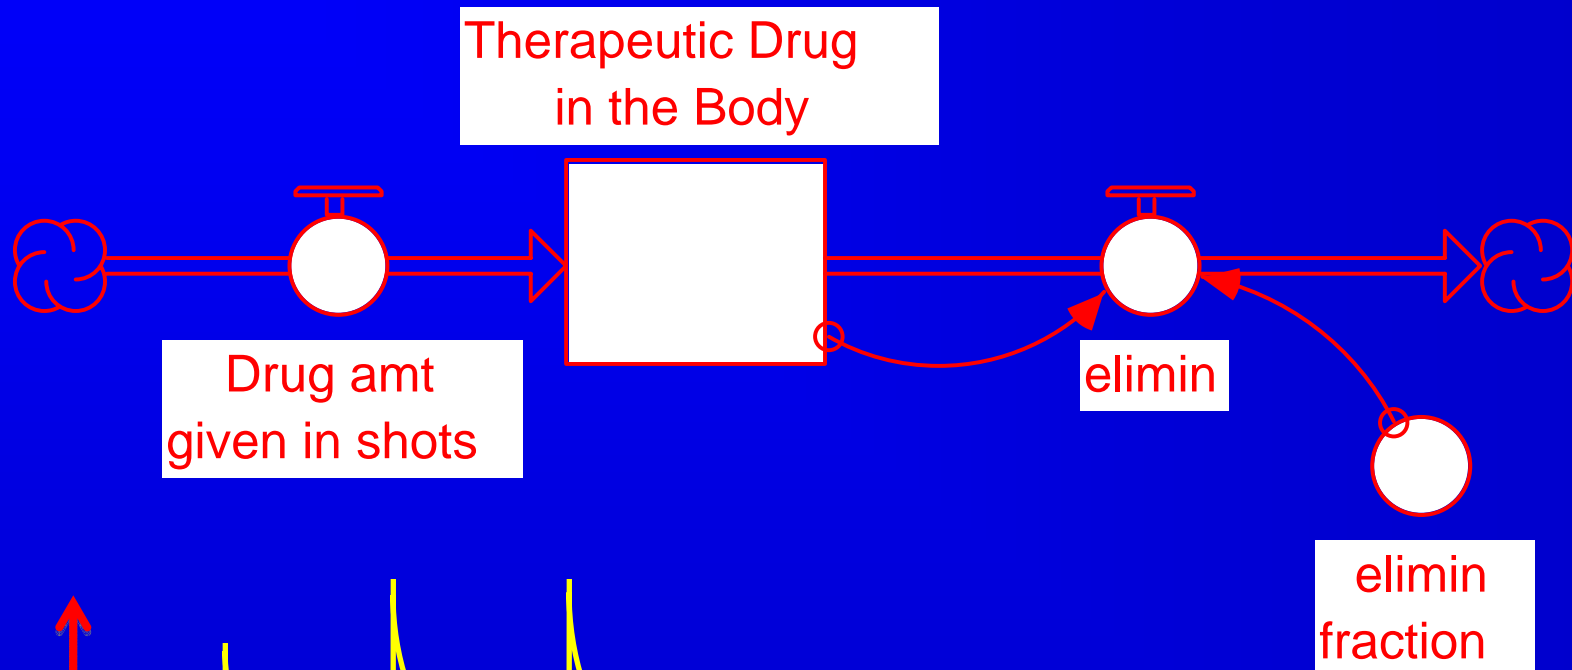 Therapeutic Drug
in the Body
Drug amt
given in shots
elimin
elimin
fraction